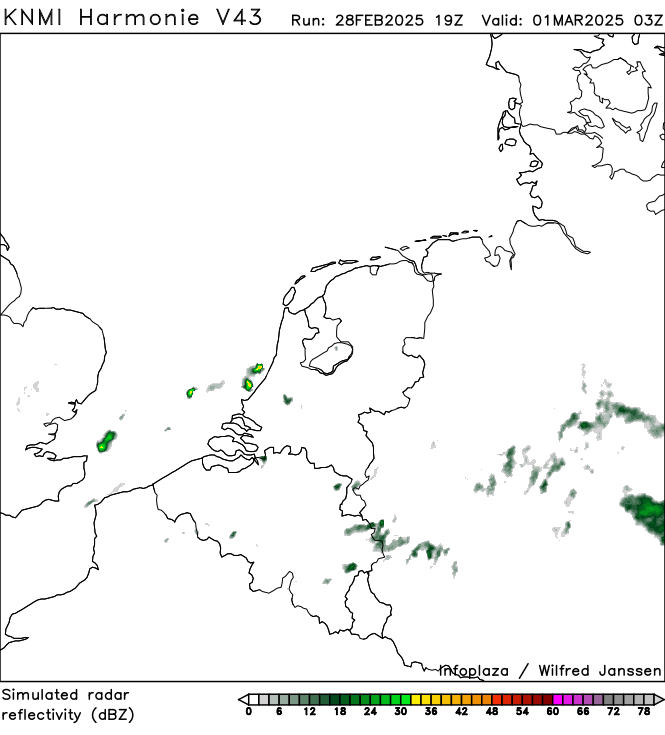 KNMI Harmonie V43 Run: 28FEB2025 19Z Valid: 01MAR2025 03Z
Infoplaza / Wilfred Janssen
Simulated radar
reflectivity (dBZ)
0 6 12 18 24 30 36 42 48 54 60 66 72 78